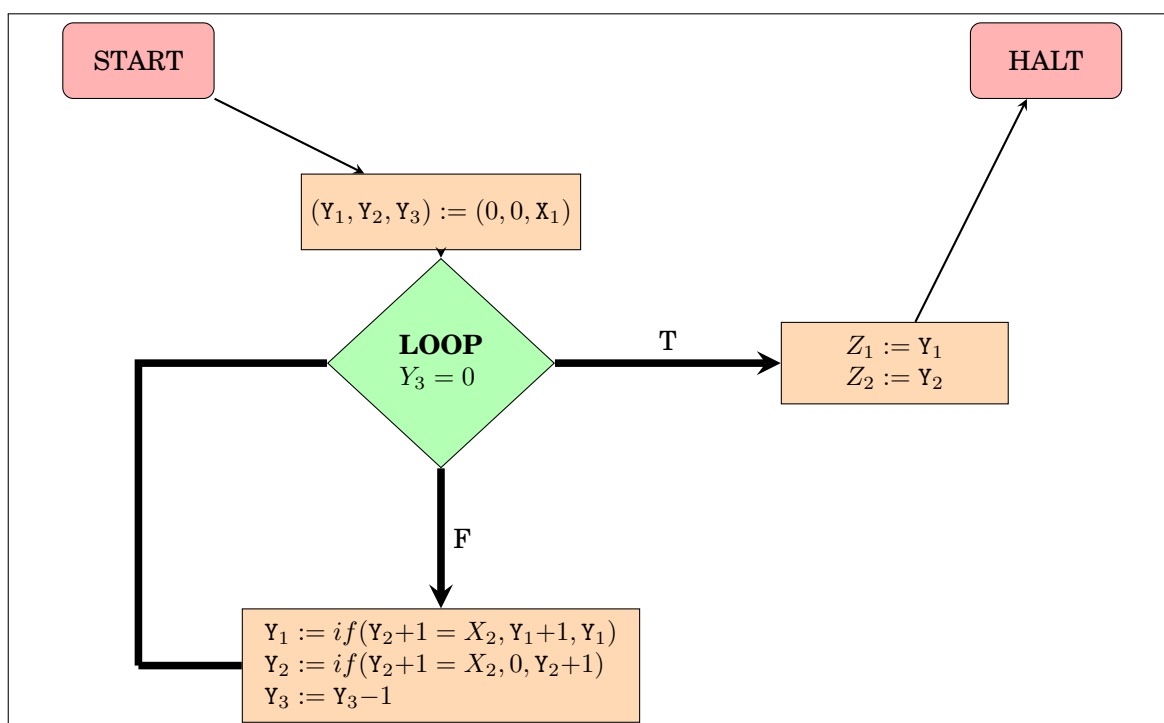 START
HALT
(Y₁, Y₂, Y₃) := (0, 0, X₁)
LOOP
Y₃ = 0
T
Z₁ := Y₁
Z₂ := Y₂
F
Y₁ := if(Y₂+1 = X₂, Y₁+1, Y₁)
Y₂ := if(Y₂+1 = X₂, 0, Y₂+1)
Y₃ := Y₃−1